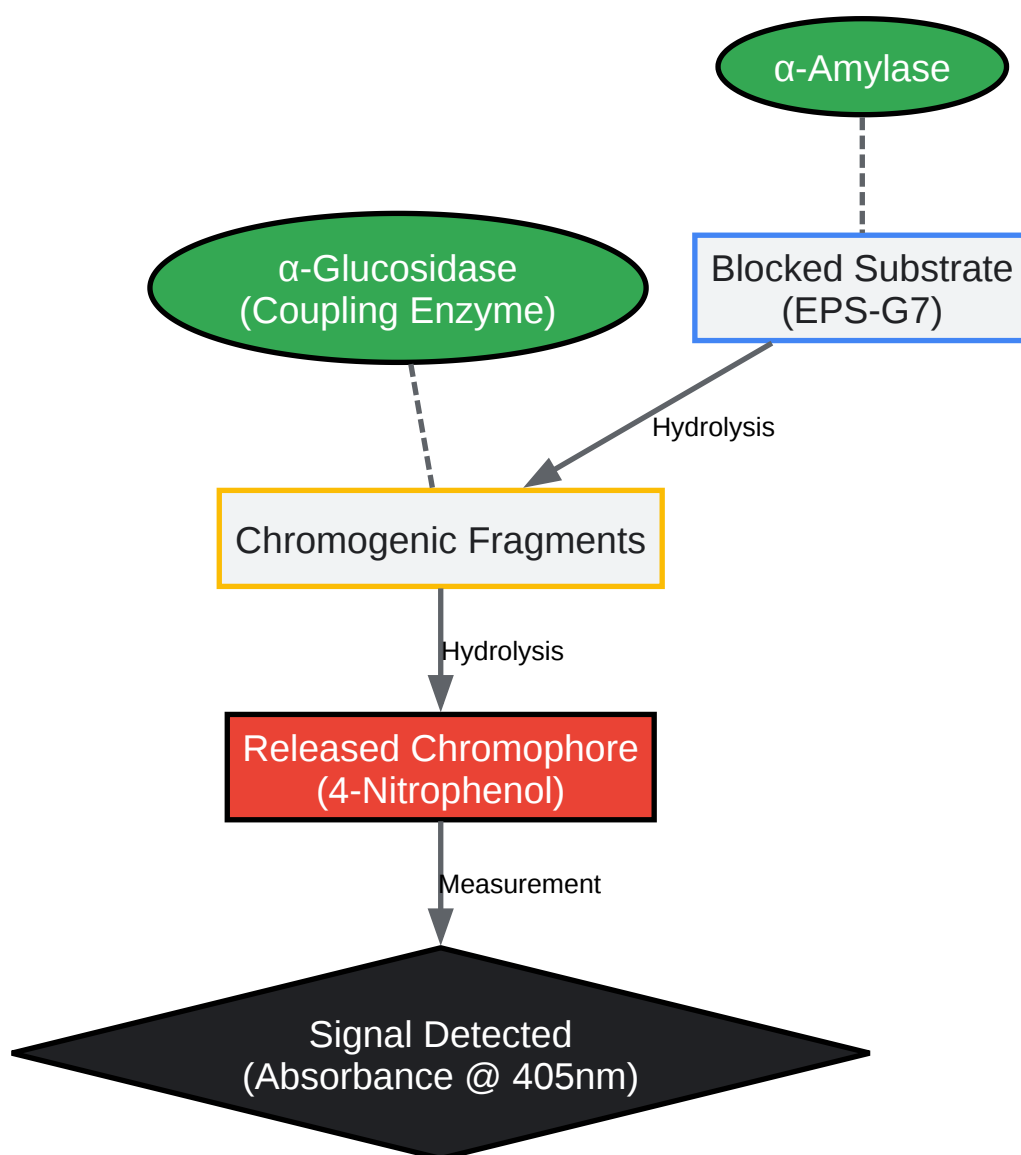 α-Amylase
α-Glucosidase
(Coupling Enzyme)
Blocked Substrate
(EPS-G7)
Hydrolysis
Chromogenic Fragments
Hydrolysis
Released Chromophore
(4-Nitrophenol)
Measurement
Signal Detected
(Absorbance @ 405nm)